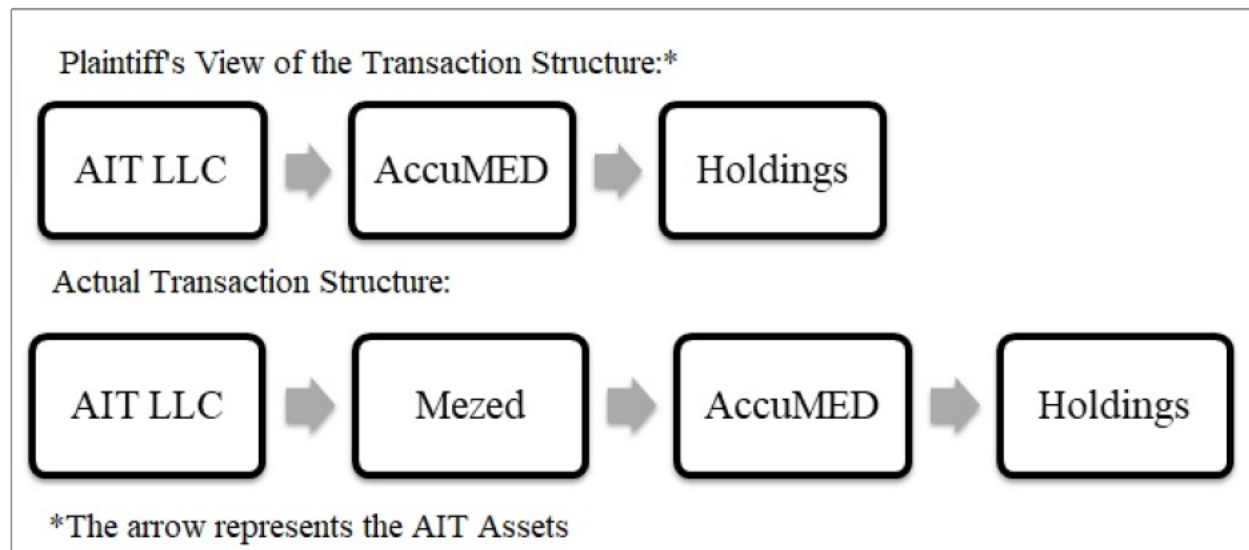 Plaintiff's View of the Transaction Structure:*
AIT LLC AccuMED Holdings
Actual Transaction Structure:
AIT LLC Mezed AccuMED Holdings
*The arrow represents the AIT Assets